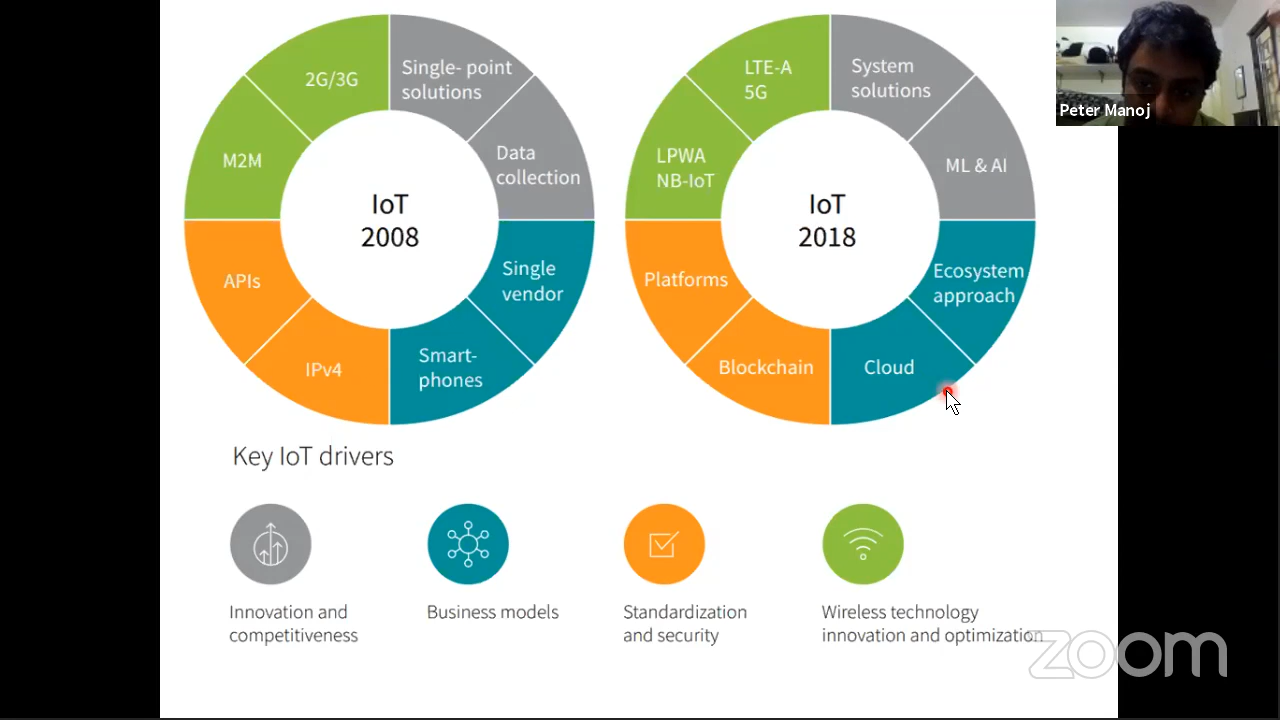 2G/3G
Single- point
solutions
M2M
Data
collection
IoT
2008
APIs
Single
vendor
IPv4
Smart-
phones
LTE-A
5G
System
solutions
LPWA
NB-IoT
ML & AI
IoT
2018
Platforms
Ecosystem
approach
Blockchain
Cloud
Peter Manoj
Key IoT drivers
Innovation and
competitiveness
Business models
Standardization
and security
Wireless technology
innovation and optimization
zoom